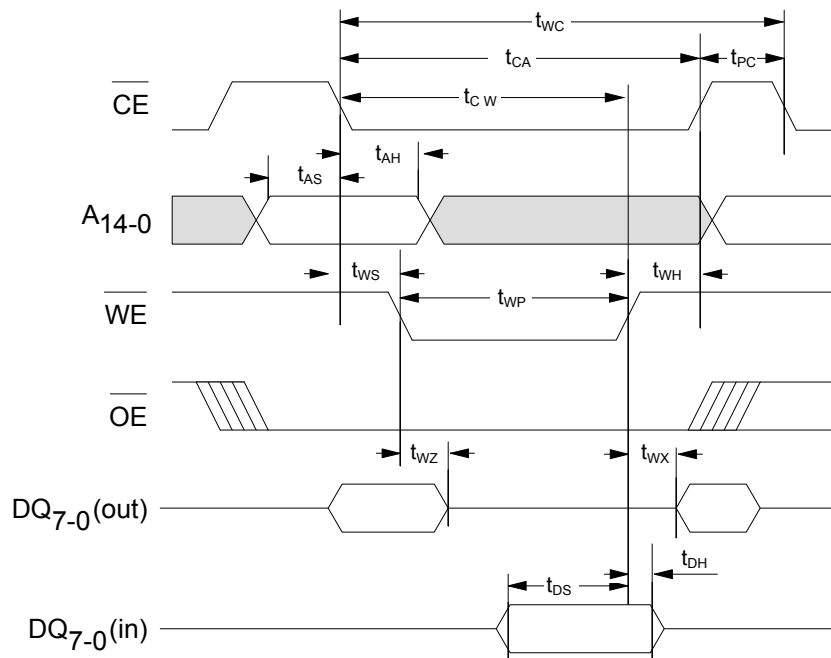 tWC
tCA
tPC
CE
tC W
tAH
tAS
A14-0
tWS
tWH
tWP
WE
OE
tWZ
tWX
DQ7-0(out)
tDH
tDS
DQ7-0(in)